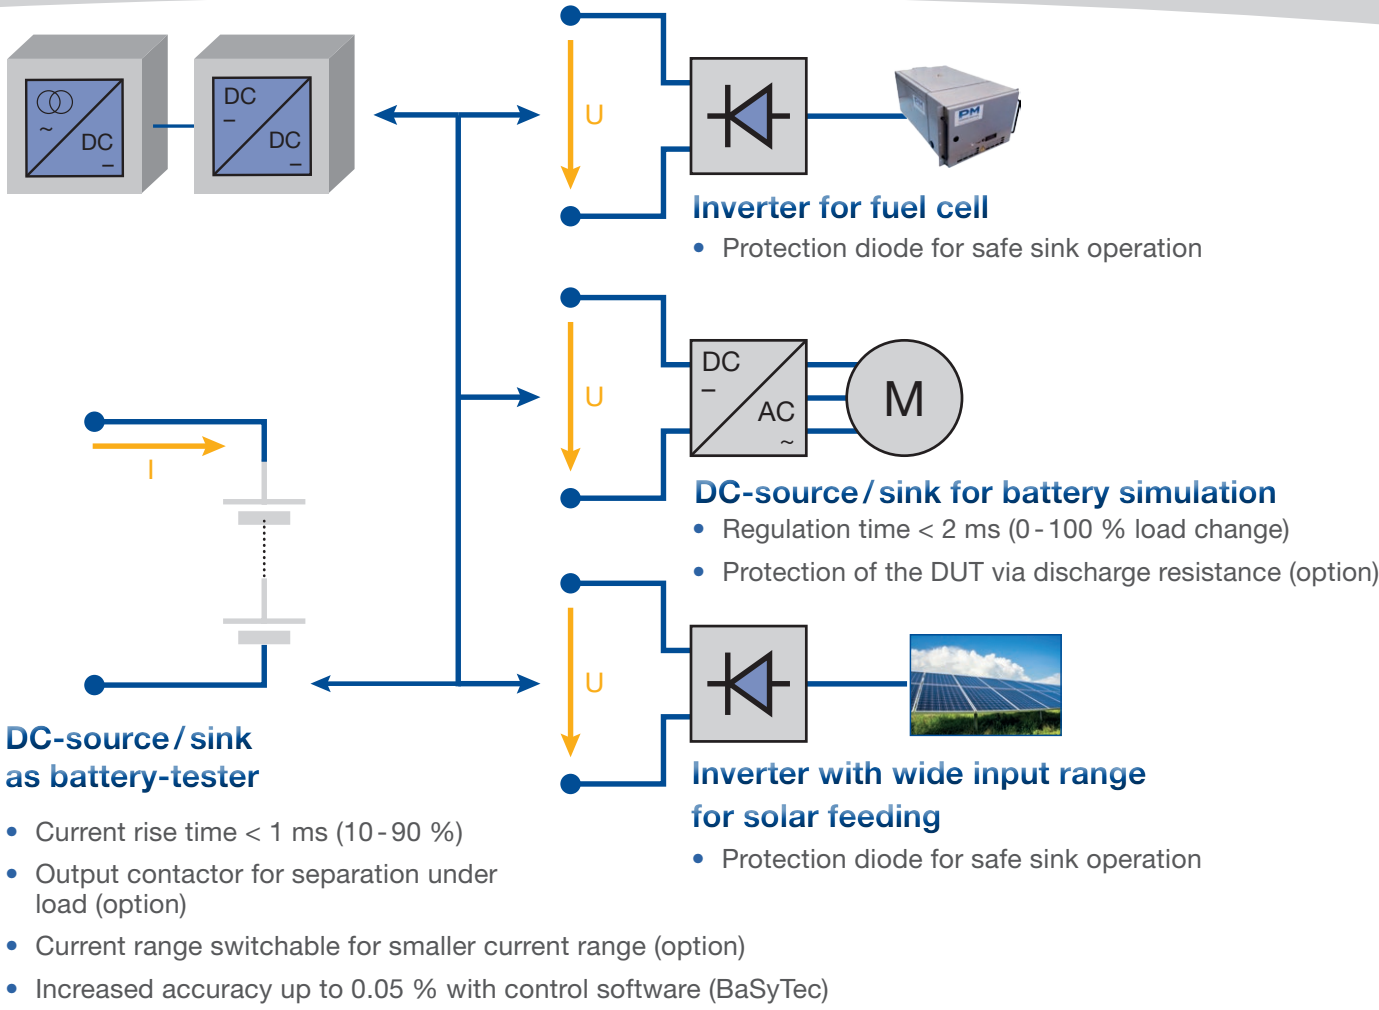 ~
DC
–
DC
–
DC
–
U
PM
Inverter for fuel cell
• Protection diode for safe sink operation
U
DC
–
AC
~
M
DC-source/sink for battery simulation
• Regulation time < 2 ms (0-100 % load change)
• Protection of the DUT via discharge resistance (option)
I
U
DC-source/sink
as battery-tester
• Current rise time < 1 ms (10-90 %)
• Output contactor for separation under
load (option)
• Current range switchable for smaller current range (option)
• Increased accuracy up to 0.05 % with control software (BaSyTec)
Inverter with wide input range
for solar feeding
• Protection diode for safe sink operation